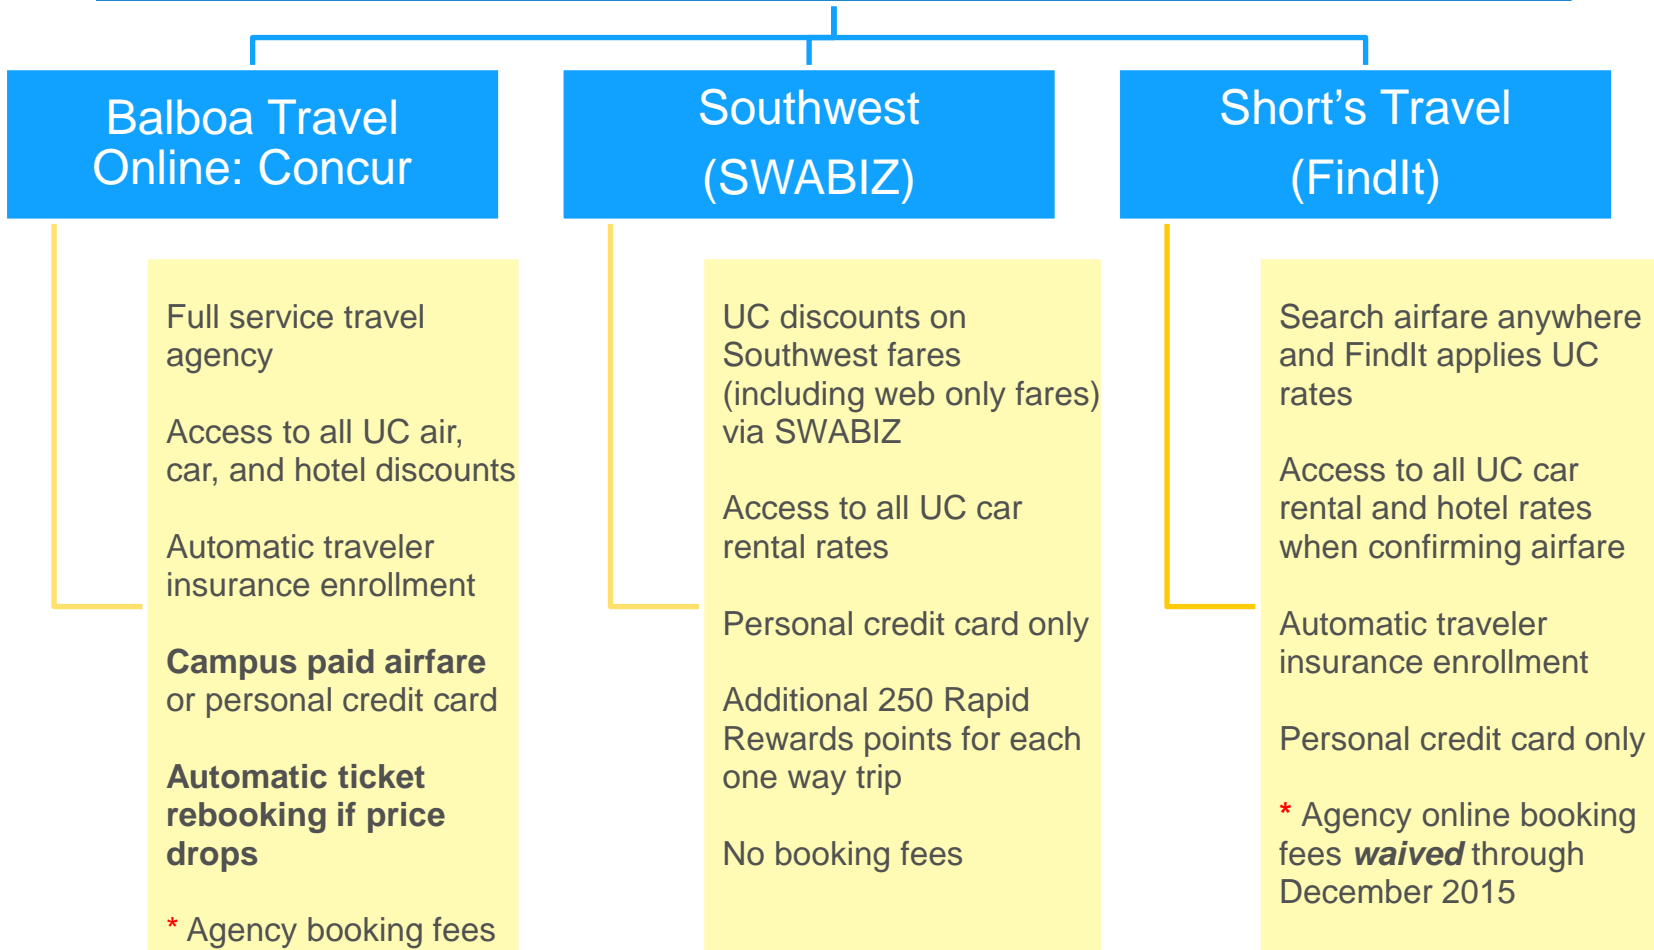 Balboa Travel
Online: Concur
Full service travel
agency
Access to all UC air,
car, and hotel discounts
Automatic traveler
insurance enrollment
Campus paid airfare
or personal credit card
Automatic ticket
rebooking if price
drops
* Agency booking fees
Southwest
(SWABIZ)
UC discounts on
Southwest fares
(including web only fares)
via SWABIZ
Access to all UC car
rental rates
Personal credit card only
Additional 250 Rapid
Rewards points for each
one way trip
No booking fees
Short's Travel
(FindIt)
Search airfare anywhere
and FindIt applies UC
rates
Access to all UC car
rental and hotel rates
when confirming airfare
Automatic traveler
insurance enrollment
Personal credit card only
* Agency online booking
fees waived through
December 2015